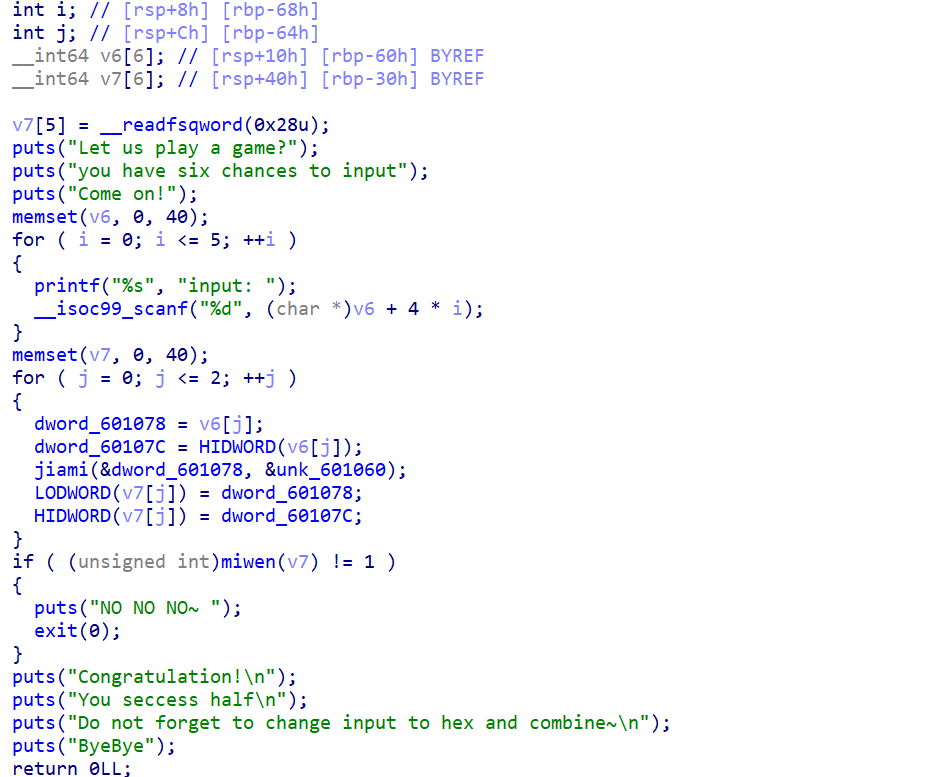 int i; // [rsp+8h] [rbp-68h]
int j; // [rsp+Ch] [rbp-64h]
__int64 v6[6]; // [rsp+10h] [rbp-60h] BYREF
__int64 v7[6]; // [rsp+40h] [rbp-30h] BYREF
v7[5] = __readfsqword(0x28u);
puts("Let us play a game?");
puts("you have six chances to input");
puts("Come on!");
memset(v6, 0, 40);
for ( i = 0; i <= 5; ++i )
{
printf("%s", "input: ");
__isoc99_scanf("%d", (char *)v6 + 4 * i);
}
memset(v7, 0, 40);
for ( j = 0; j <= 2; ++j )
{
dword_601078 = v6[j];
dword_60107C = HIDWORD(v6[j]);
jiami(&dword_601078, &unk_601060);
LODWORD(v7[j]) = dword_601078;
HIDWORD(v7[j]) = dword_60107C;
}
if ( (unsigned int)miwen(v7) != 1 )
{
puts("NO NO NO~ ");
exit(0);
}
puts("Congratulation!\n");
puts("You seccess half\n");
puts("Do not forget to change input to hex and combine~\n");
puts("ByeBye");
return 0LL;